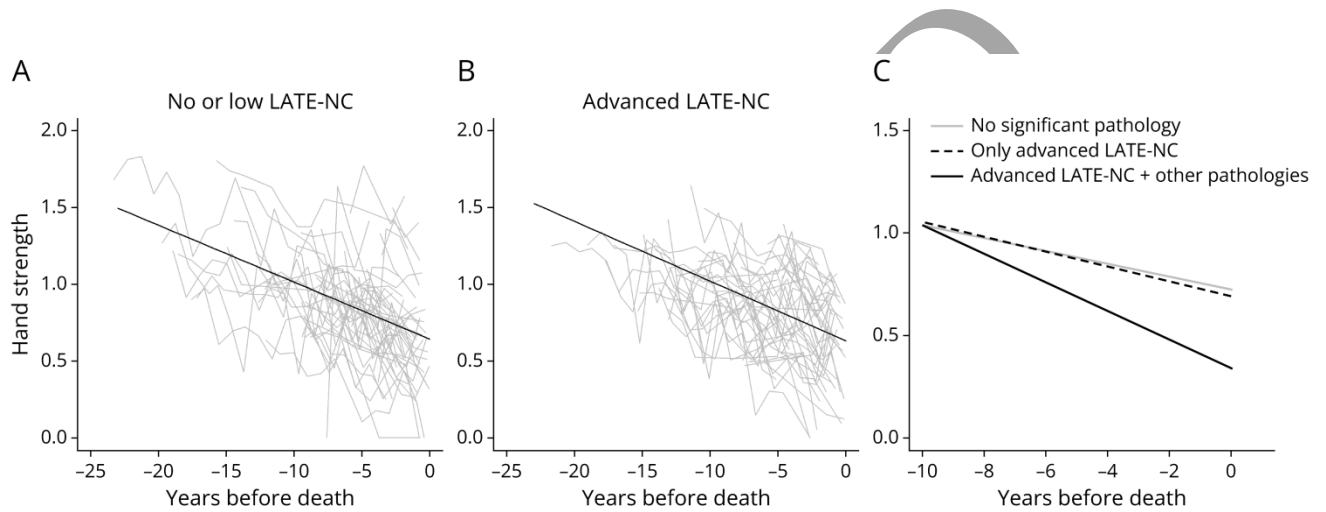 A
No or low LATE-NC
Hand strength
2.0
1.5
1.0
0.5
0.0
–25
–20
–15
–10
–5
0
Years before death
B
Advanced LATE-NC
2.0
1.5
1.0
0.5
0.0
–25
–20
–15
–10
–5
0
Years before death
C
No significant pathology
Only advanced LATE-NC
Advanced LATE-NC + other pathologies
1.5
1.0
0.5
0.0
–10
–8
–6
–4
–2
0
Years before death